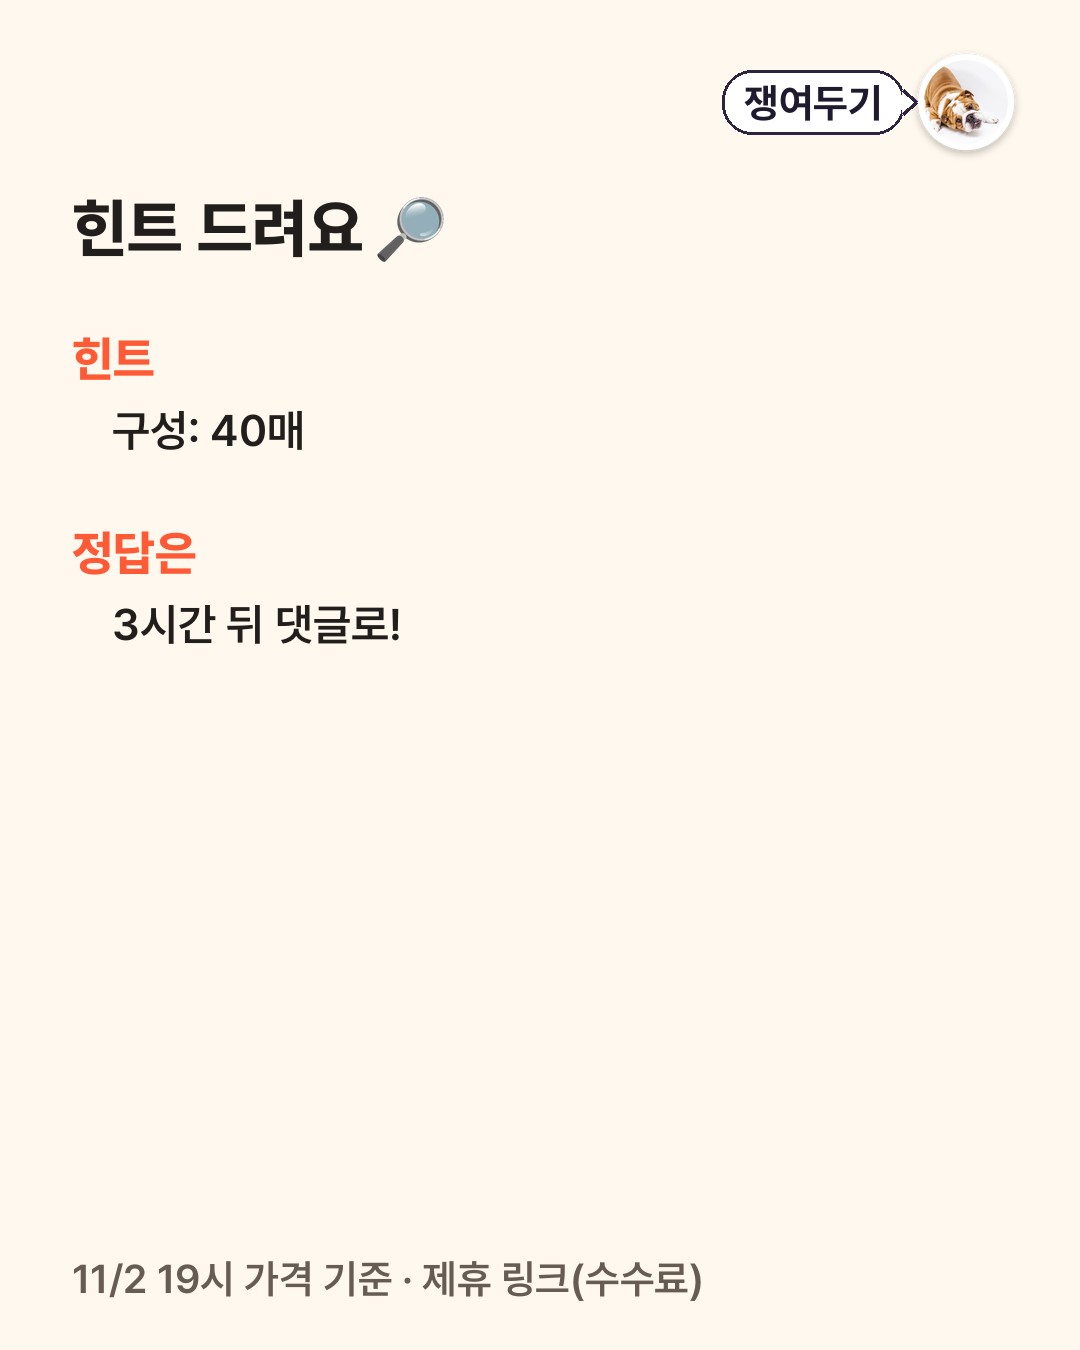 쟁여두기
힌트 드려요 🔎
힌트
구성: 40매
정답은
3시간 뒤 댓글로!
11/2 19시 가격 기준 · 제휴 링크(수수료)